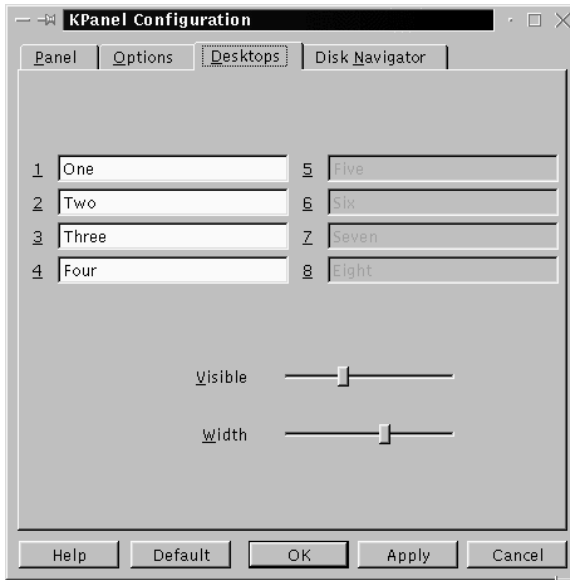 KPanel Configuration
Panel Options Desktops Disk Navigator
1 One 5 Five
2 Two 6 Six
3 Three 7 Seven
4 Four 8 Eight
Visible
Width
Help Default OK Apply Cancel